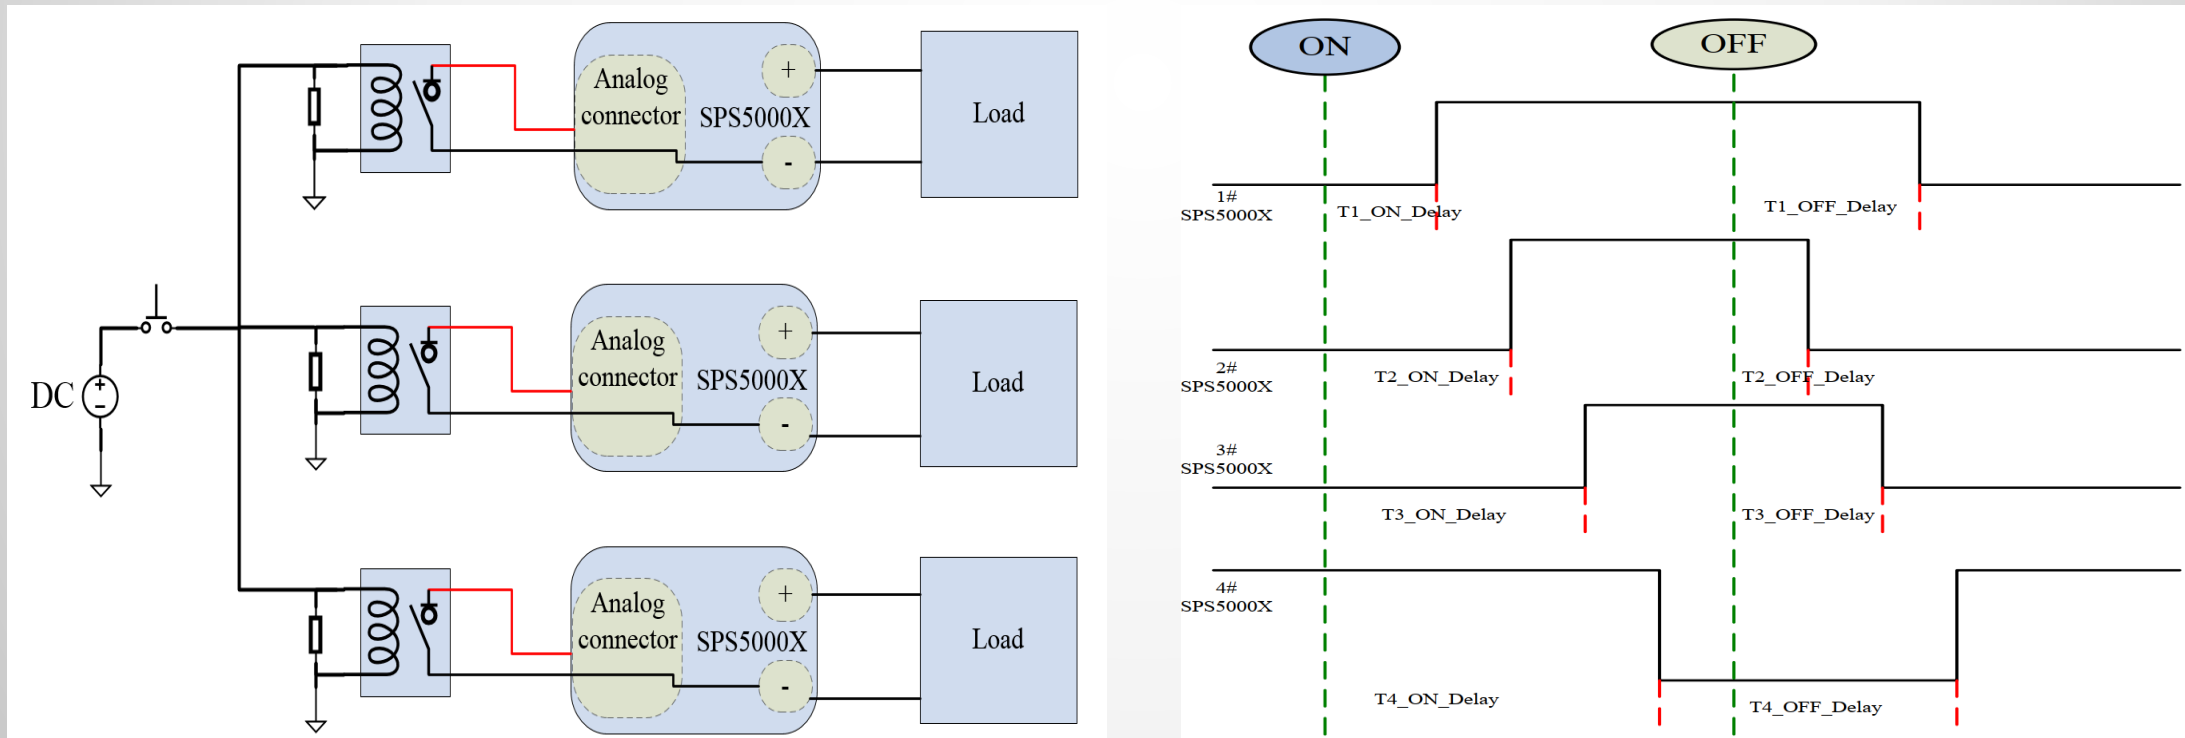 DC
Analog
connector
SPS5000X
+
-
Load
Analog
connector
SPS5000X
+
-
Load
Analog
connector
SPS5000X
+
-
Load
ON
OFF
1#
SPS5000X
T1_ON_Delay
T1_OFF_Delay
2#
SPS5000X
T2_ON_Delay
T2_OFF_Delay
3#
SPS5000X
T3_ON_Delay
T3_OFF_Delay
4#
SPS5000X
T4_ON_Delay
T4_OFF_Delay